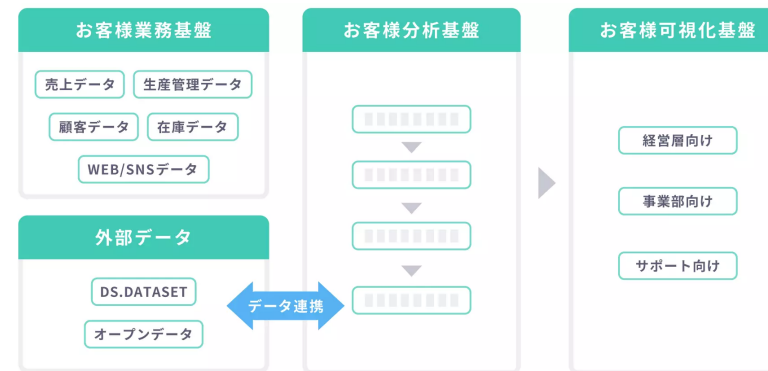 お客様業務基盤
売上データ
生産管理データ
顧客データ
在庫データ
WEB/SNSデータ
外部データ
DS.DATASET
オープンデータ
データ連携
お客様分析基盤
お客様可視化基盤
経営層向け
事業部向け
サポート向け